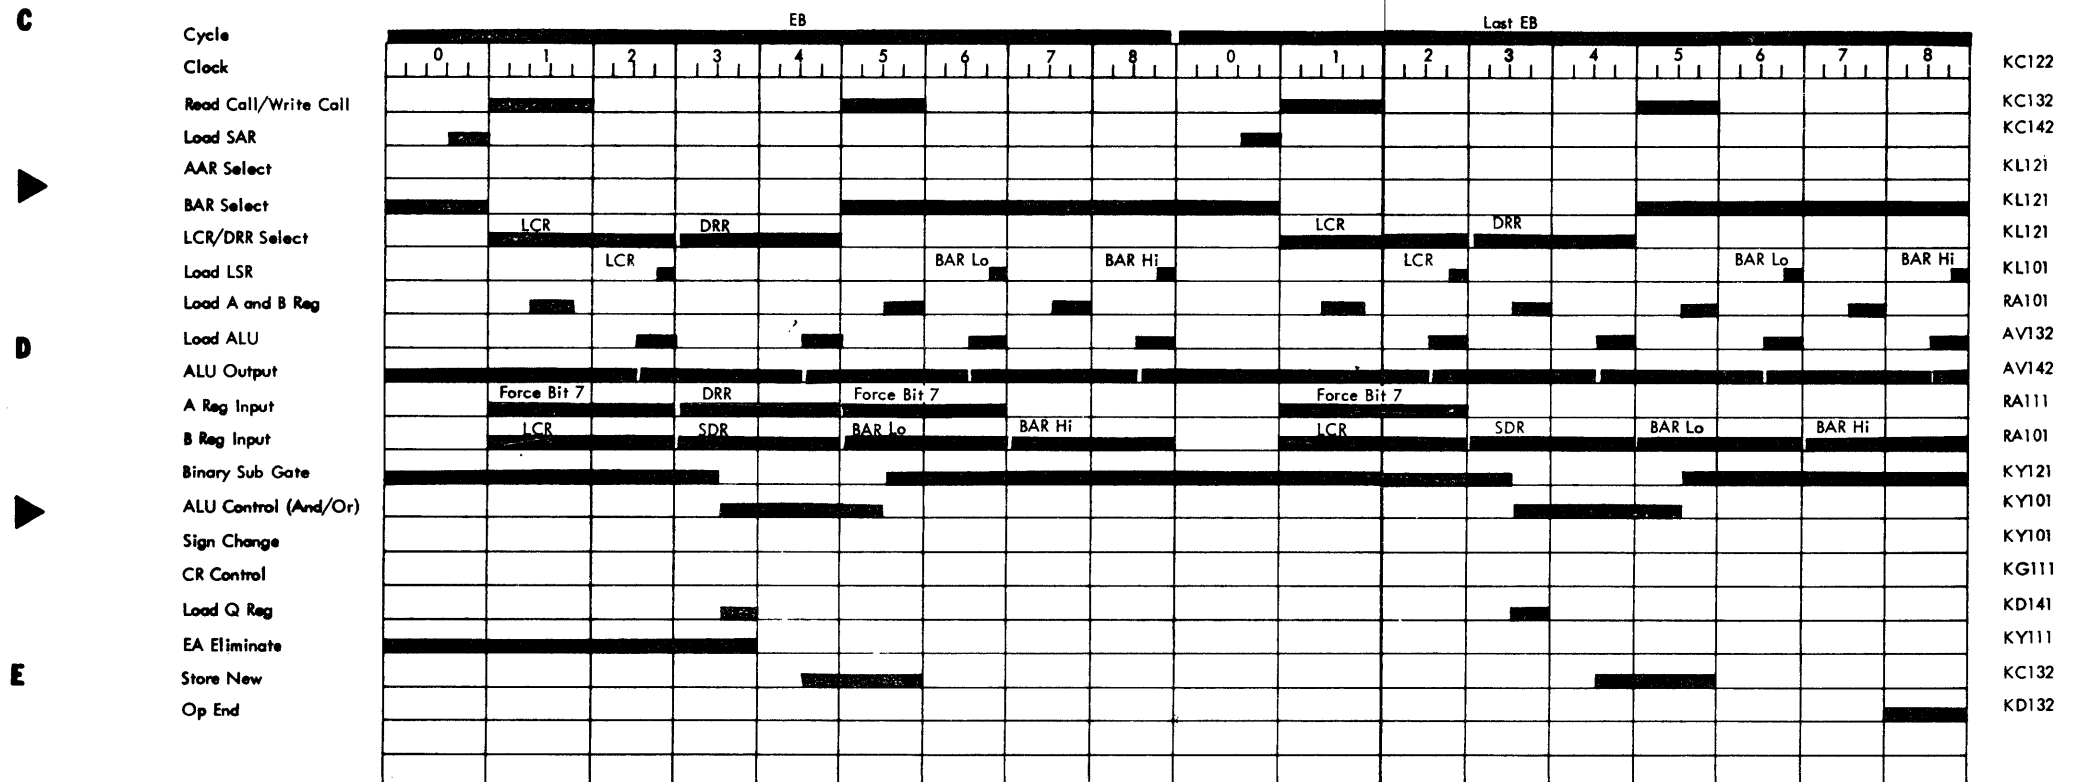 C
EB
Last EB
Cycle
0 1 2 3 4 5 6 7 8 0 1 2 3 4 5 6 7 8
Clock
KC122
Read Call/Write Call
KC132
Load SAR
KC142
AAR Select
KL121
BAR Select
KL121
LCR DRR LCR DRR
LCR/DRR Select
KL121
LCR BAR Lo BAR Hi LCR BAR Lo BAR Hi
Load LSR
KL101
Load A and B Reg
RA101
D
Load ALU
AV132
ALU Output
AV142
Force Bit 7 DRR Force Bit 7 Force Bit 7
A Reg Input
RA111
LCR SDR BAR Lo BAR Hi LCR SDR BAR Lo BAR Hi
B Reg Input
RA101
Binary Sub Gate
KY121
ALU Control (And/Or)
KY101
Sign Change
KY101
CR Control
KG111
Load Q Reg
KD141
EA Eliminate
KY111
E
Store New
KC132
Op End
KD132